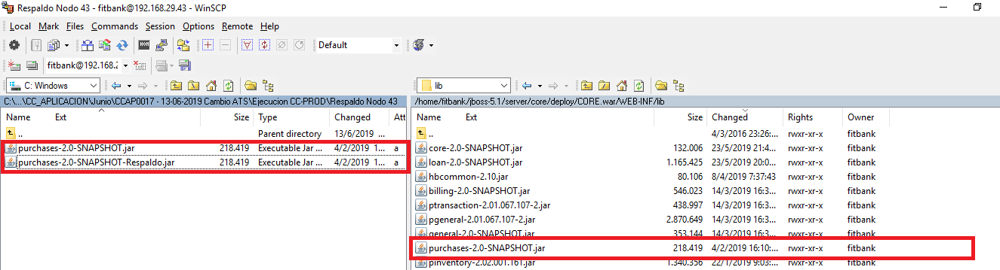 Respaldo Nodo 43 - fitbank@192.168.29.43 - WinSCP
Local Mark Files Commands Session Options Remote Help
Default
fitbank@192.168.2
C: Windows
lib
C:\...\CC_APLICACION\Junio\CCAP0017 - 13-06-2019 Cambio ATS\Ejecucion CC-PROD\Respaldo Nodo 43
/home/fitbank/jboss-5.1/server/core/deploy/CORE.war/WEB-INF/lib
Name Ext Size Type Changed Att
.. Parent directory 13/6/2019 ...
purchases-2.0-SNAPSHOT.jar 218.419 Executable Jar ... 4/2/2019 1... a
purchases-2.0-SNAPSHOT-Respaldo.jar 218.419 Executable Jar ... 4/2/2019 1... a
Name Ext Size Changed Rights Owner
.. 4/3/2016 23:26:... rwxr-xr-x fitbank
core-2.0-SNAPSHOT.jar 132.006 23/5/2019 21:4... rwxr-xr-x fitbank
loan-2.0-SNAPSHOT.jar 1.165.425 23/5/2019 20:0... rwxr-xr-x fitbank
hbcommon-2.10.jar 80.106 8/4/2019 7:37:43 rwxr-xr-x fitbank
billing-2.0-SNAPSHOT.jar 546.023 14/3/2019 16:3... rwxr-xr-x fitbank
ptransaction-2.01.067.107-2.jar 438.997 14/3/2019 16:3... rwxr-xr-x fitbank
pgeneral-2.01.067.107-2.jar 2.870.649 14/3/2019 16:3... rwxr-xr-x fitbank
general-2.0-SNAPSHOT.jar 353.144 14/3/2019 16:3... rwxr-xr-x fitbank
purchases-2.0-SNAPSHOT.jar 218.419 4/2/2019 16:10:... rwxr-xr-x fitbank
pinventory-2.02.001.161.jar 1.340.356 22/1/2019 9:03:... rwxr-xr-x fitbank